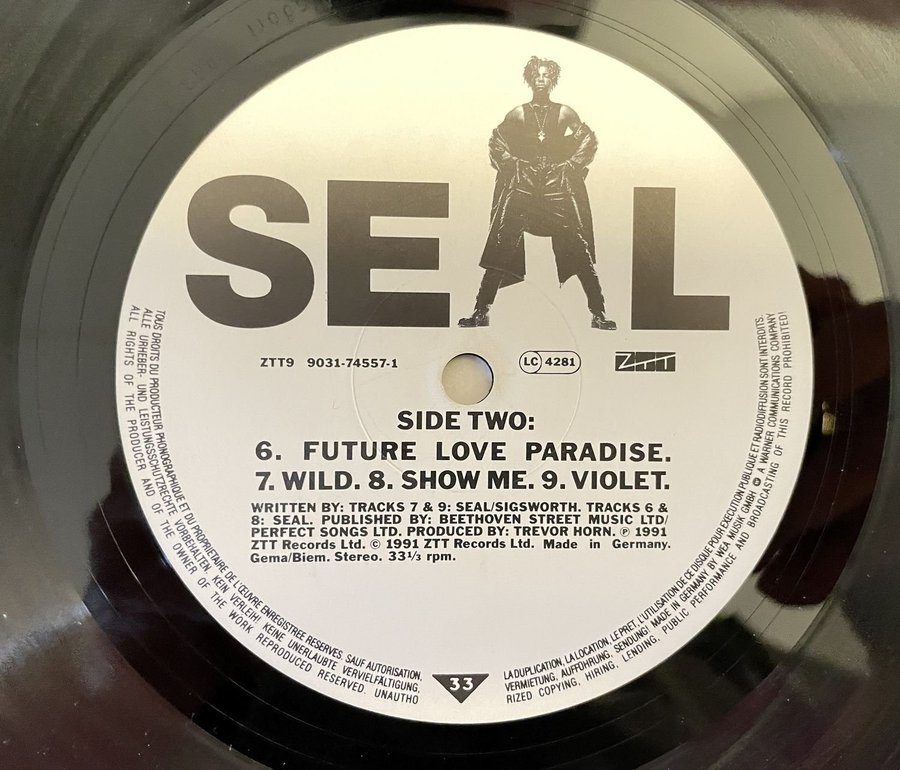 SEAL
ZTT9 9031-74557-1
LC 4281
ZTT
SIDE TWO:
6. FUTURE LOVE PARADISE.
7. WILD. 8. SHOW ME. 9. VIOLET.
WRITTEN BY: TRACKS 7 & 9: SEAL/SIGSWORTH. TRACKS 6 &
8: SEAL. PUBLISHED BY: BEETHOVEN STREET MUSIC LTD/
PERFECT SONGS LTD. PRODUCED BY: TREVOR HORN. ℗ 1991
ZTT Records Ltd. © 1991 ZTT Records Ltd. Made in Germany.
Gema/Biem. Stereo. 33⅓ rpm.
TOUS DROITS DU PRODUCTEUR PHONOGRAPHIQUE ET DU PROPRIETAIRE DE L'ŒUVRE ENREGISTREE RESERVES. SAUF AUTORISATION,
LA DUPLICATION, LA LOCATION, LE PRET, L'UTILISATION DE CE DISQUE POUR EXECUTION PUBLIQUE ET RADIODIFFUSION SONT INTERDITS.
ALLE URHEBER- UND LEISTUNGSSCHUTZRECHTE VORBEHALTEN. KEIN VERLEIH! KEINE UNERLAUBTE VERVIELFÄLTIGUNG,
VERMIETUNG, AUFFÜHRUNG, SENDUNG! MADE IN GERMANY BY WEA MUSIK GMBH A WARNER COMMUNICATIONS COMPANY
ALL RIGHTS OF THE PRODUCER AND OF THE OWNER OF THE WORK REPRODUCED RESERVED. UNAUTHO
RIZED COPYING, HIRING, LENDING, PUBLIC PERFORMANCE AND BROADCASTING OF THIS RECORD PROHIBITED!
33